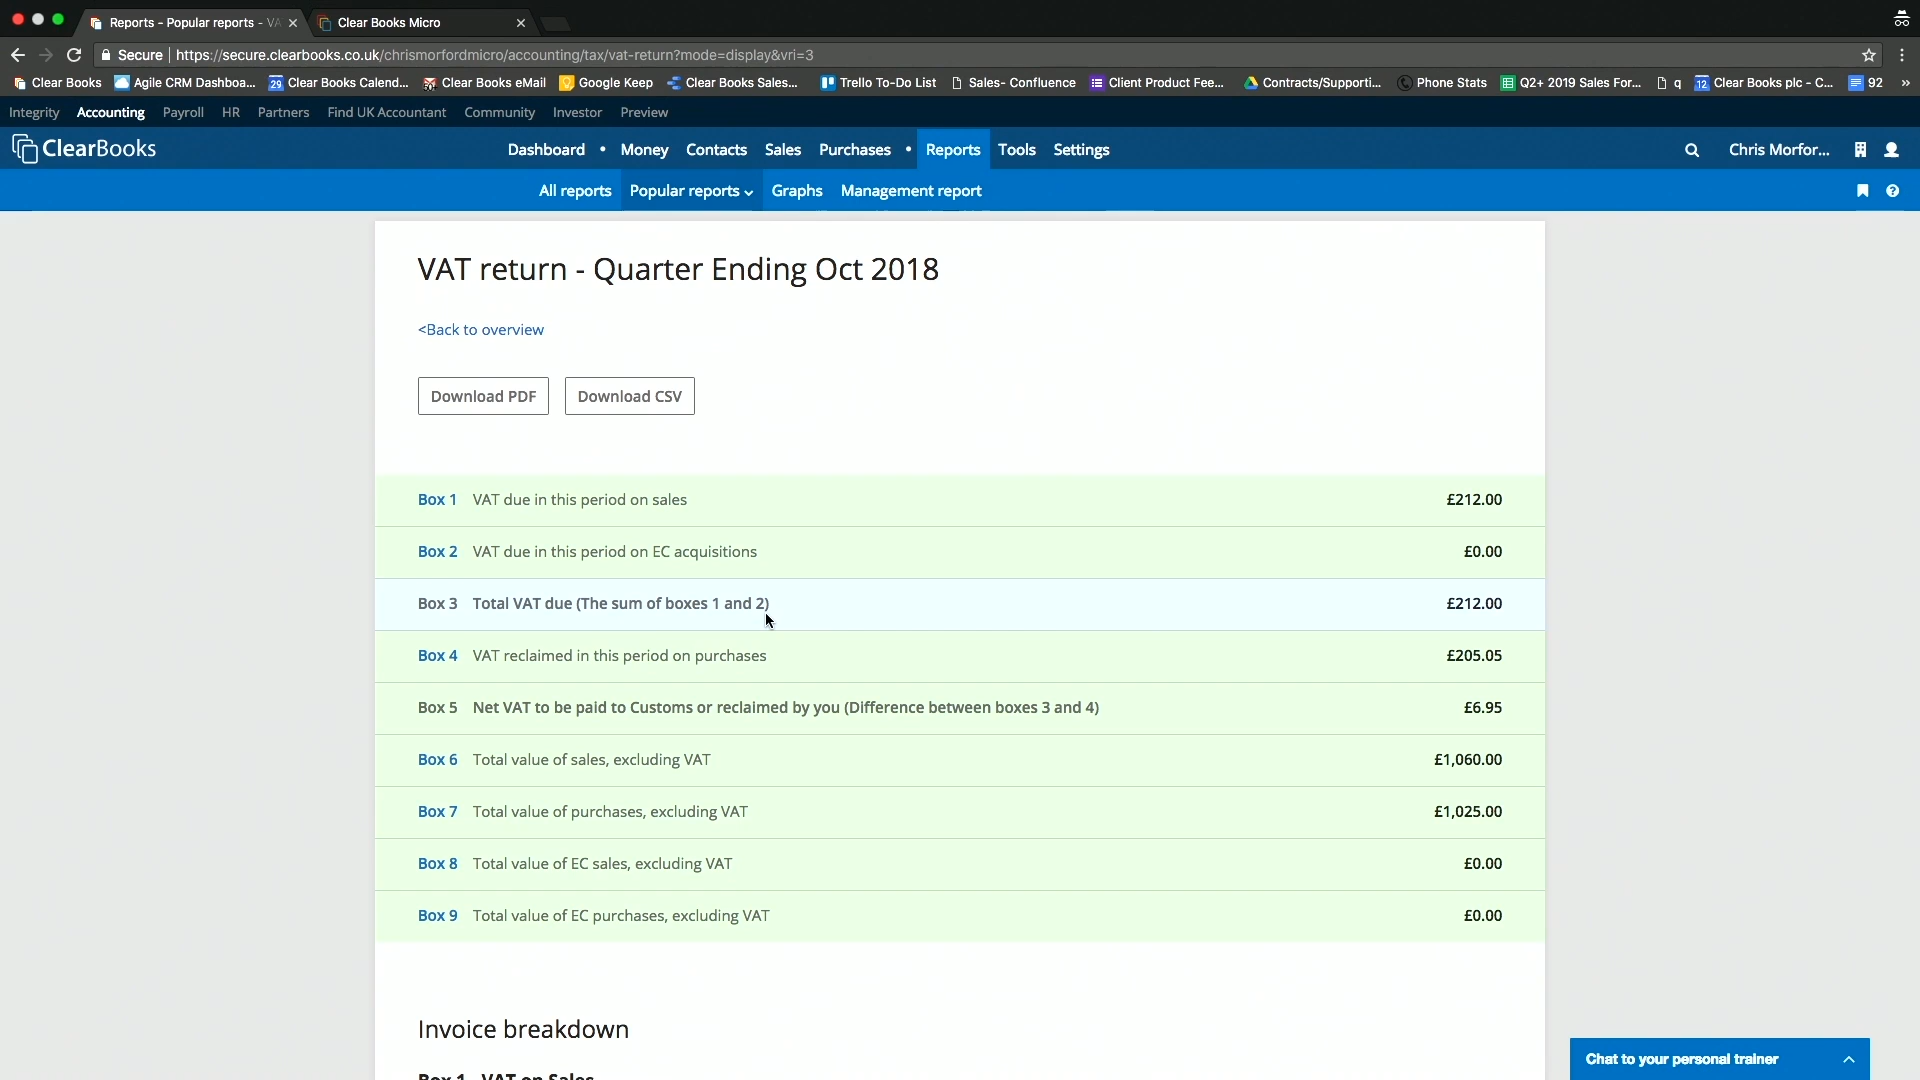 Reports - Popular reports - VA
Clear Books Micro
Secure
https://secure.clearbooks.co.uk/chrismorfordmicro/accounting/tax/vat-return?mode=display&vri=3
Clear Books
Agile CRM Dashboa...
29
Clear Books Calend...
Clear Books eMail
Google Keep
Clear Books Sales...
Trello To-Do List
Sales- Confluence
Client Product Fee...
Contracts/Supporti...
Phone Stats
Q2+ 2019 Sales For...
q
12
Clear Books plc - C...
92
»
Integrity Accounting Payroll HR Partners Find UK Accountant Community Investor Preview
ClearBooks
Dashboard • Money Contacts Sales Purchases • Reports Tools Settings
Chris Morfor...
All reports Popular reports Graphs Management report
?
VAT return - Quarter Ending Oct 2018
<Back to overview
Download PDF Download CSV
Box 1 VAT due in this period on sales £212.00
Box 2 VAT due in this period on EC acquisitions £0.00
Box 3 Total VAT due (The sum of boxes 1 and 2) £212.00
Box 4 VAT reclaimed in this period on purchases £205.05
Box 5 Net VAT to be paid to Customs or reclaimed by you (Difference between boxes 3 and 4) £6.95
Box 6 Total value of sales, excluding VAT £1,060.00
Box 7 Total value of purchases, excluding VAT £1,025.00
Box 8 Total value of EC sales, excluding VAT £0.00
Box 9 Total value of EC purchases, excluding VAT £0.00
Invoice breakdown
Box 1 VAT on Sales
Chat to your personal trainer